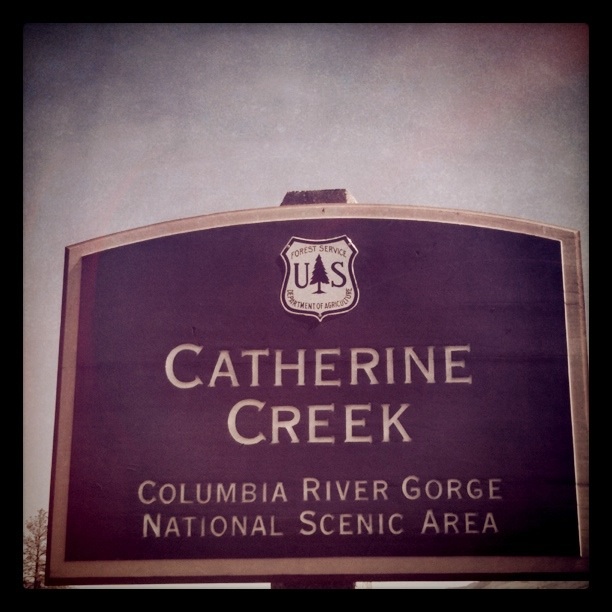 FOREST SERVICE
U S
DEPARTMENT OF AGRICULTURE
CATHERINE
CREEK
COLUMBIA RIVER GORGE
NATIONAL SCENIC AREA